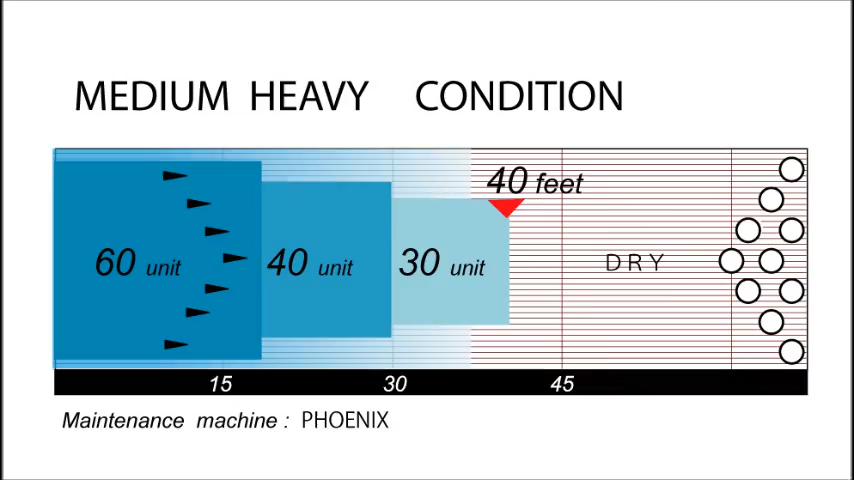 MEDIUM HEAVY CONDITION
40 feet
60 unit 40 unit 30 unit DRY
15 30 45
Maintenance machine : PHOENIX